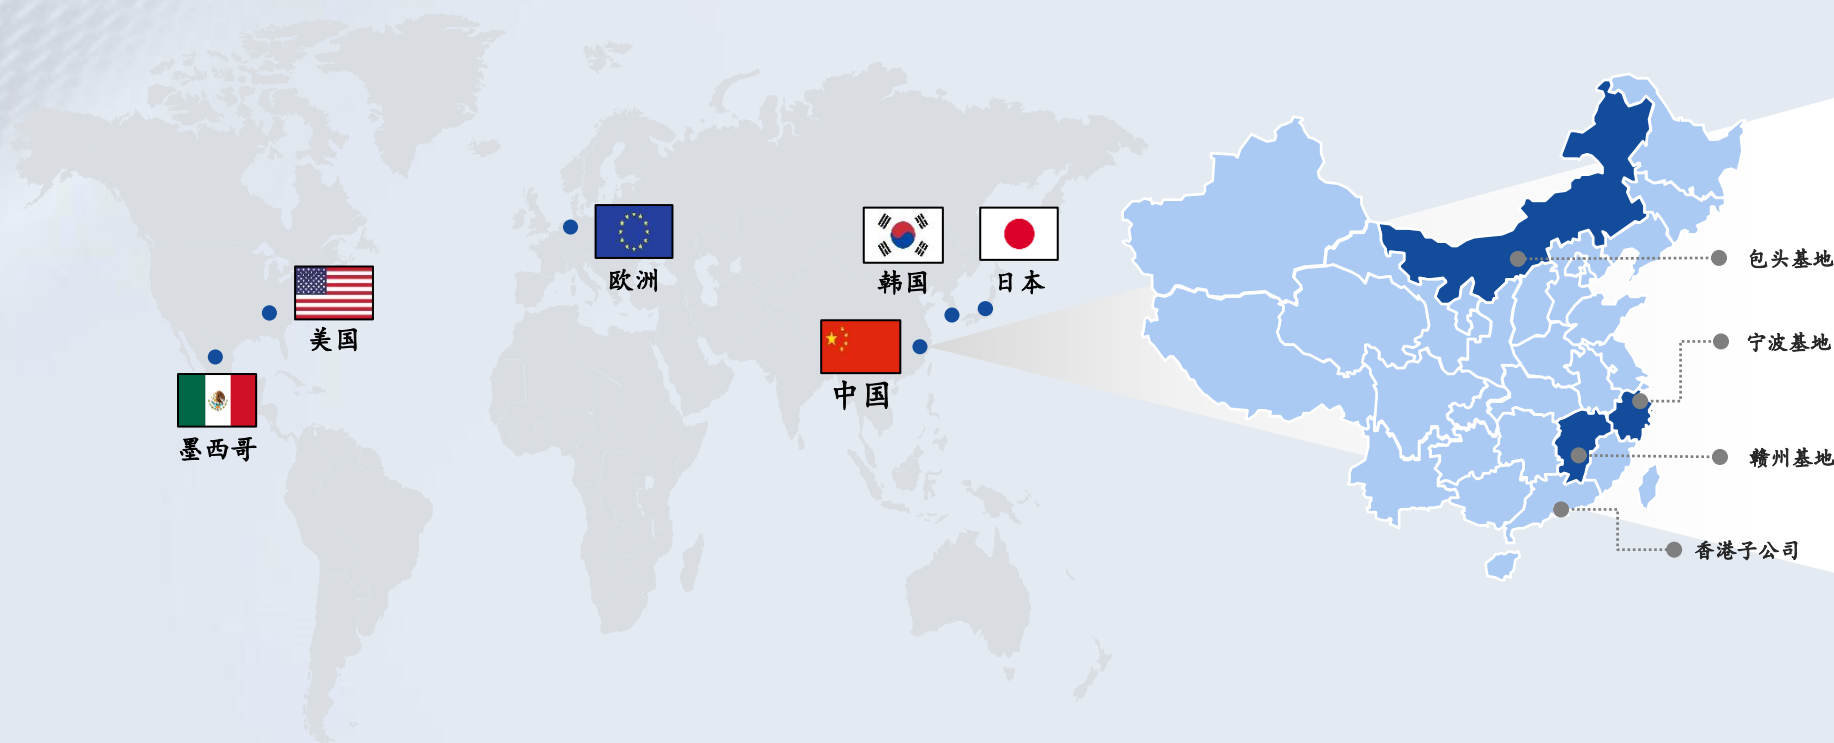 欧洲
韩国
日本
美国
中国
墨西哥
包头基地
宁波基地
赣州基地
香港子公司